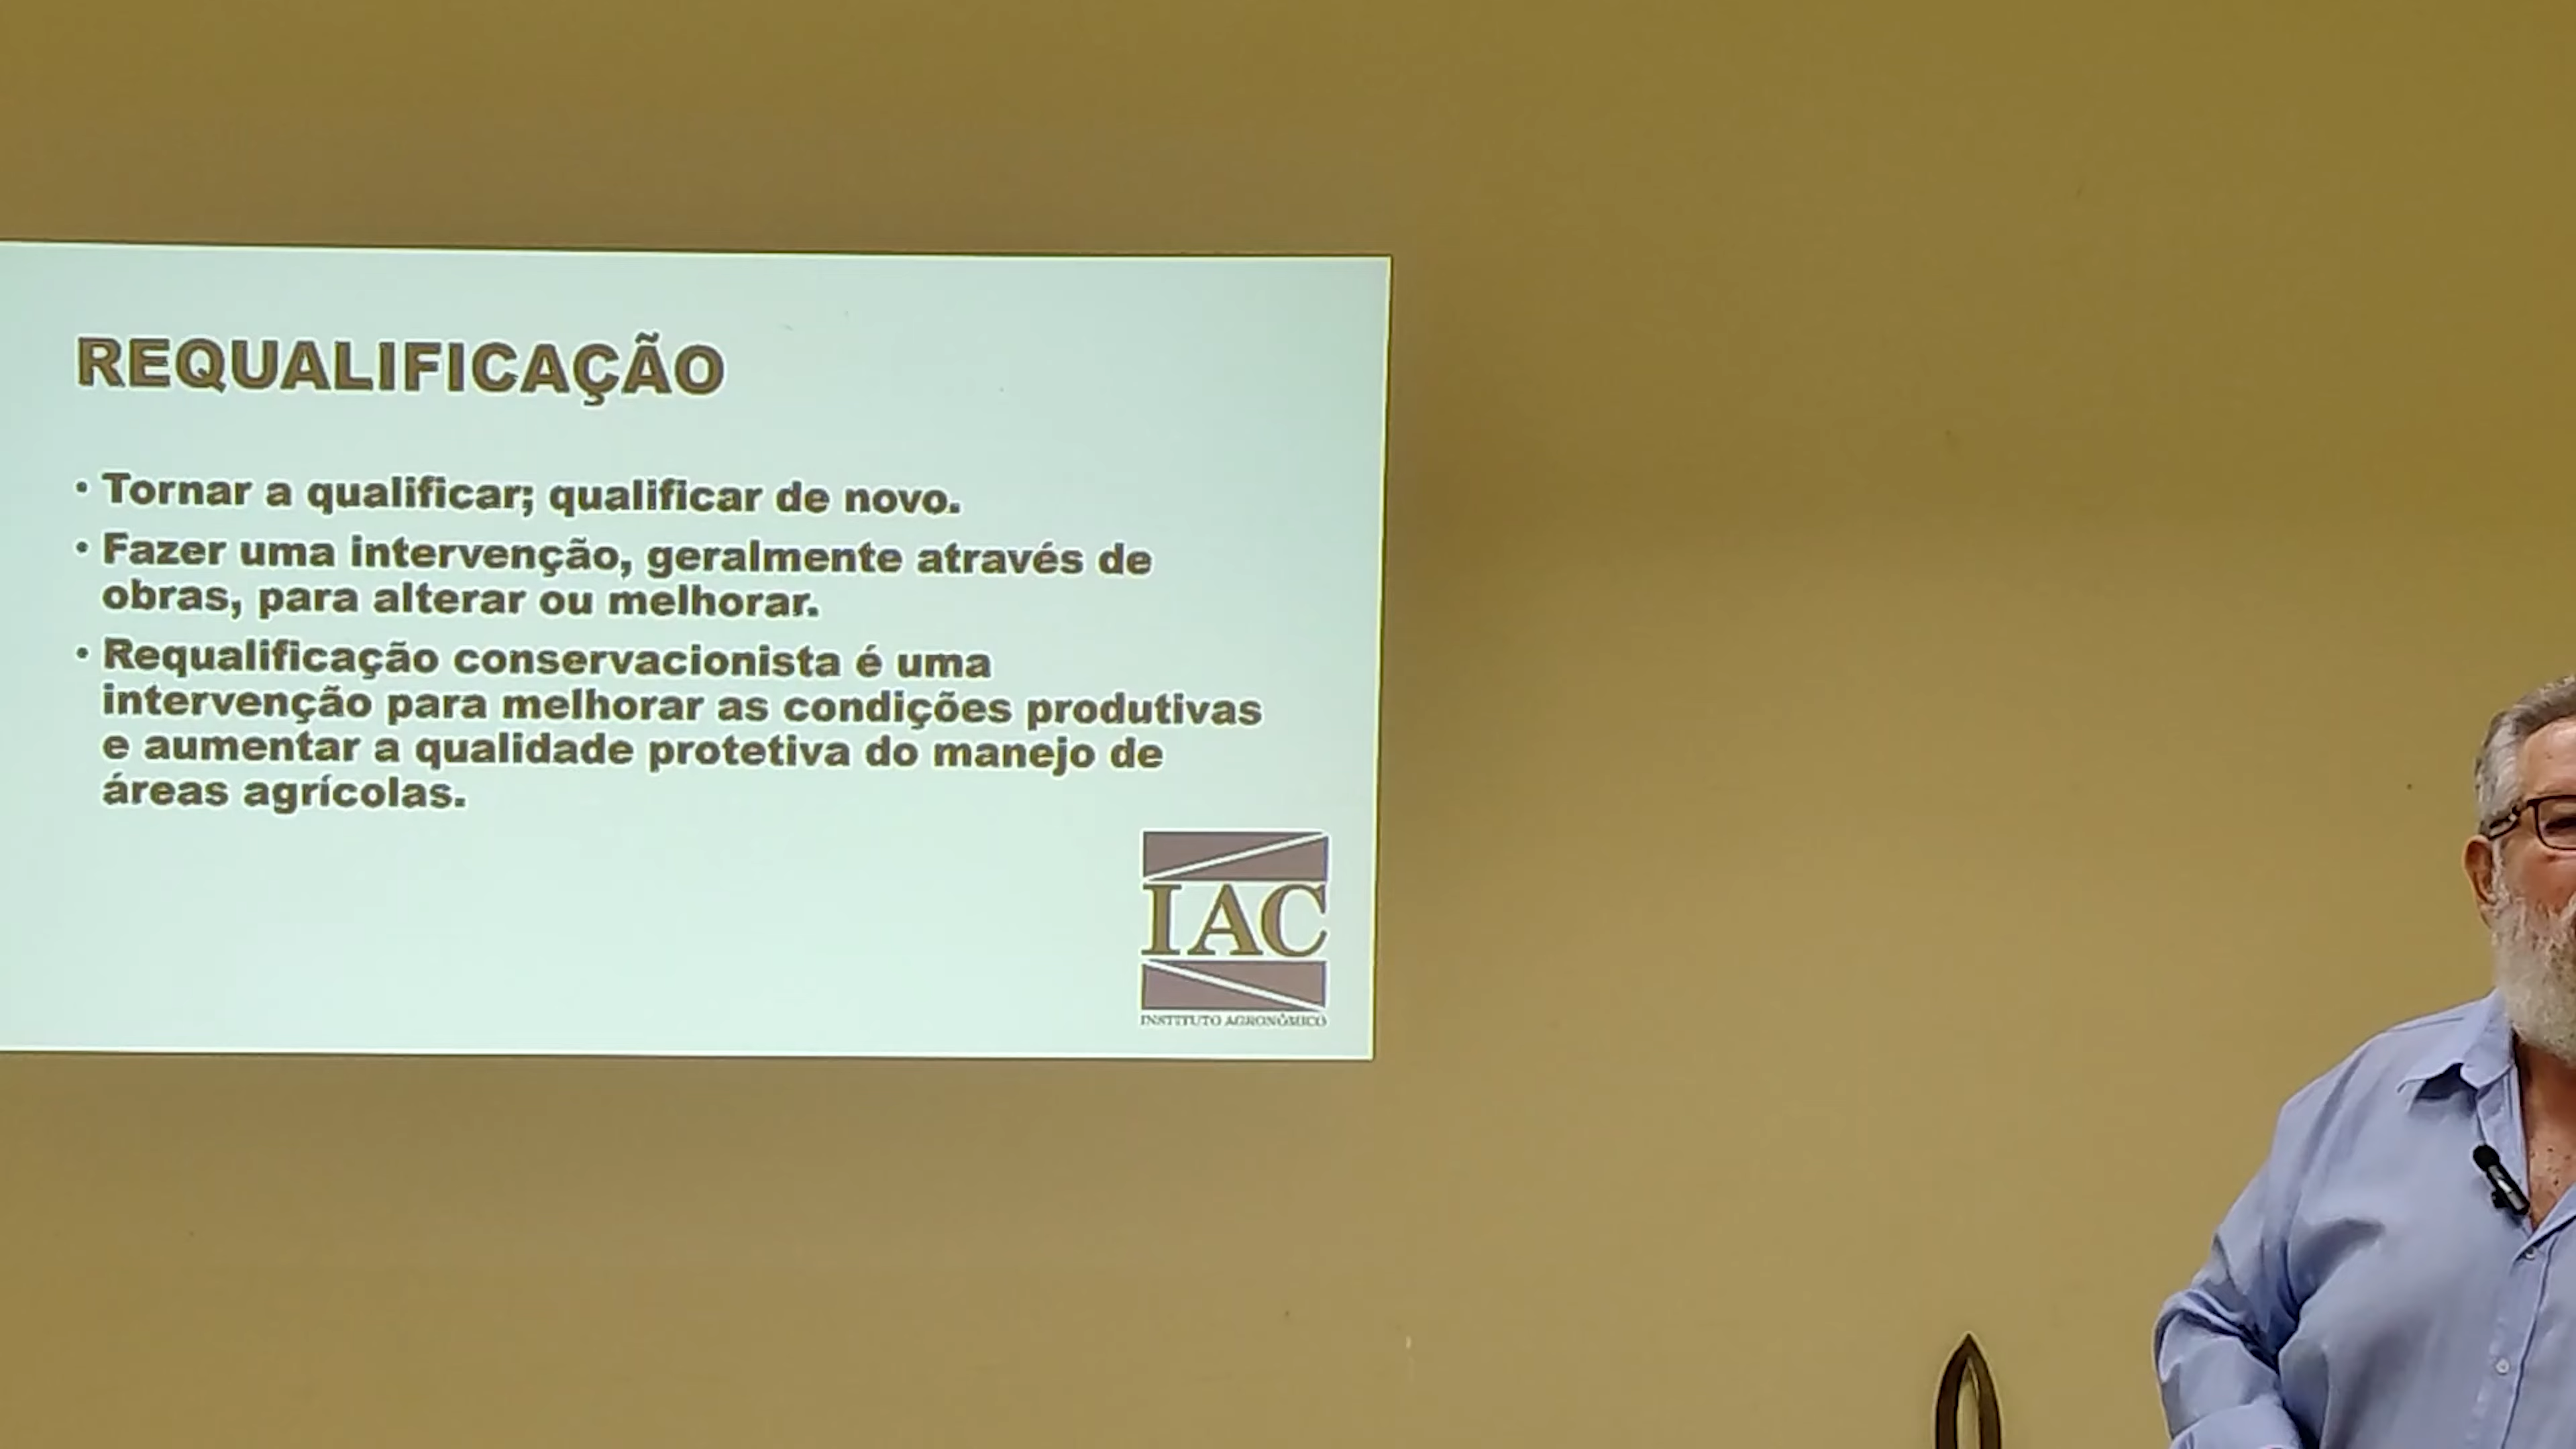 REQUALIFICAÇÃO
• Tornar a qualificar; qualificar de novo.
• Fazer uma intervenção, geralmente através de
obras, para alterar ou melhorar.
• Requalificação conservacionista é uma
intervenção para melhorar as condições produtivas
e aumentar a qualidade protetiva do manejo de
áreas agrícolas.
IAC
INSTITUTO AGRONÔMICO